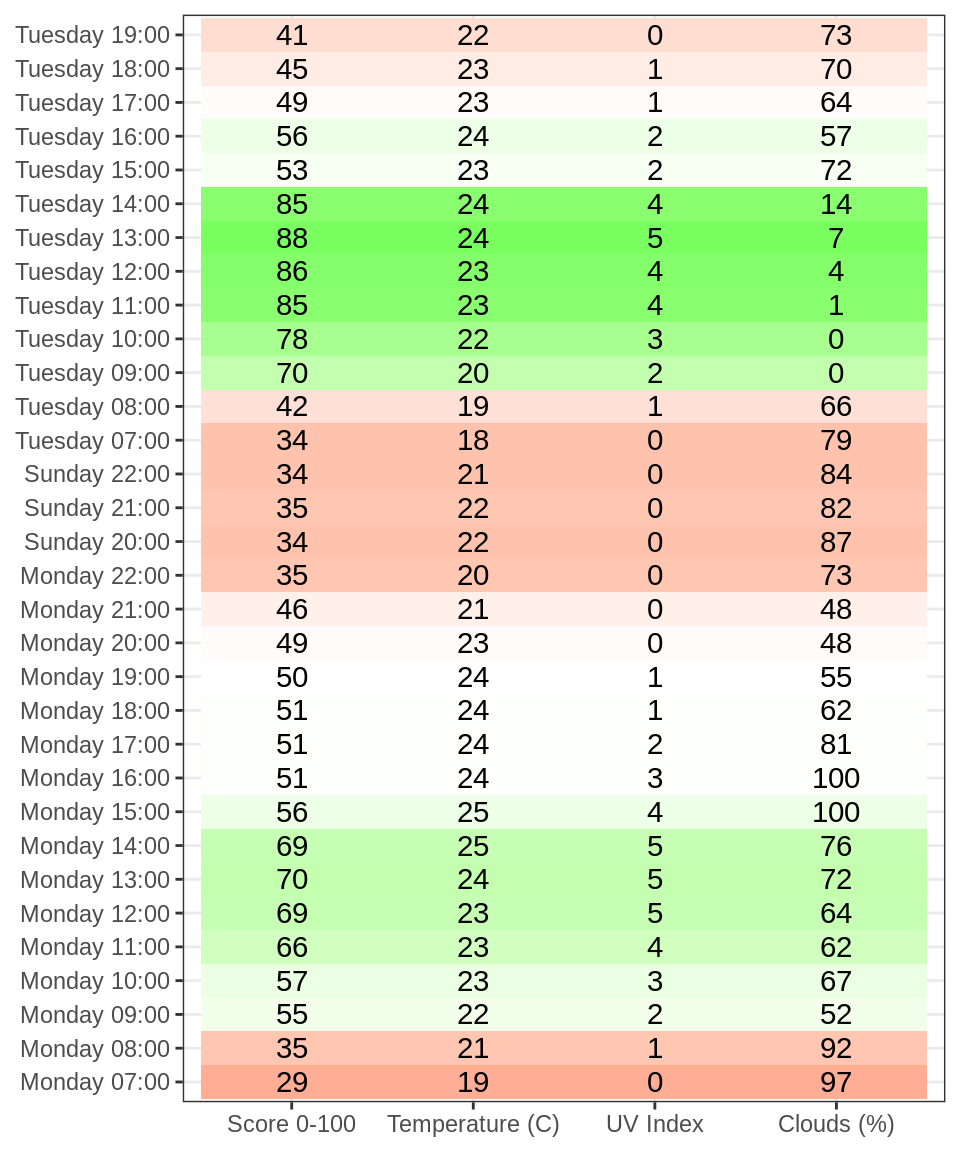 Tuesday 19:00 41 22 0 73
Tuesday 18:00 45 23 1 70
Tuesday 17:00 49 23 1 64
Tuesday 16:00 56 24 2 57
Tuesday 15:00 53 23 2 72
Tuesday 14:00 85 24 4 14
Tuesday 13:00 88 24 5 7
Tuesday 12:00 86 23 4 4
Tuesday 11:00 85 23 4 1
Tuesday 10:00 78 22 3 0
Tuesday 09:00 70 20 2 0
Tuesday 08:00 42 19 1 66
Tuesday 07:00 34 18 0 79
Sunday 22:00 34 21 0 84
Sunday 21:00 35 22 0 82
Sunday 20:00 34 22 0 87
Monday 22:00 35 20 0 73
Monday 21:00 46 21 0 48
Monday 20:00 49 23 0 48
Monday 19:00 50 24 1 55
Monday 18:00 51 24 1 62
Monday 17:00 51 24 2 81
Monday 16:00 51 24 3 100
Monday 15:00 56 25 4 100
Monday 14:00 69 25 5 76
Monday 13:00 70 24 5 72
Monday 12:00 69 23 5 64
Monday 11:00 66 23 4 62
Monday 10:00 57 23 3 67
Monday 09:00 55 22 2 52
Monday 08:00 35 21 1 92
Monday 07:00 29 19 0 97
Score 0-100 Temperature (C) UV Index Clouds (%)